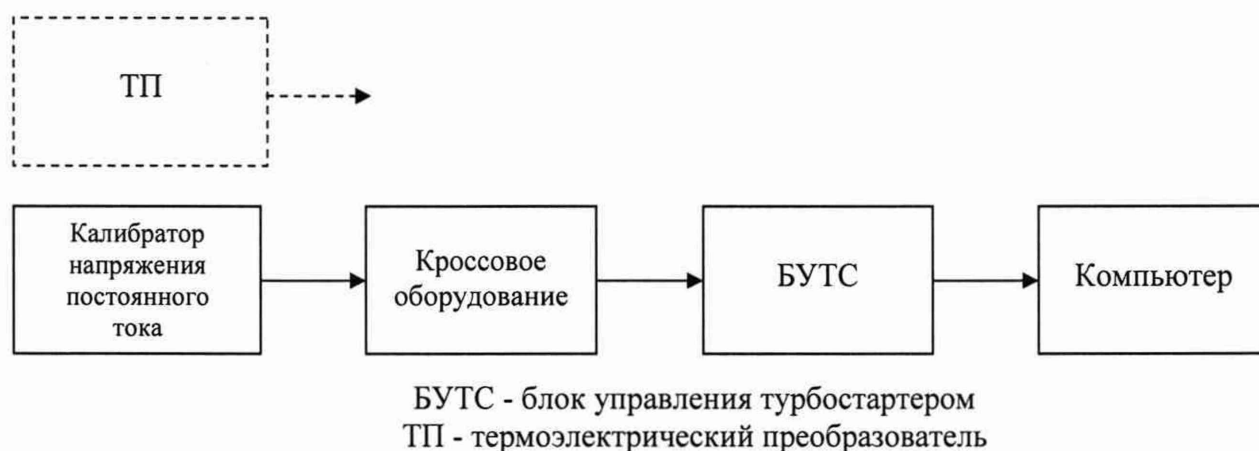 ТП
Калибратор
напряжения
постоянного
тока
Кроссовое
оборудование
БУТС
Компьютер
БУТС - блок управления турбостартером
ТП - термоэлектрический преобразователь